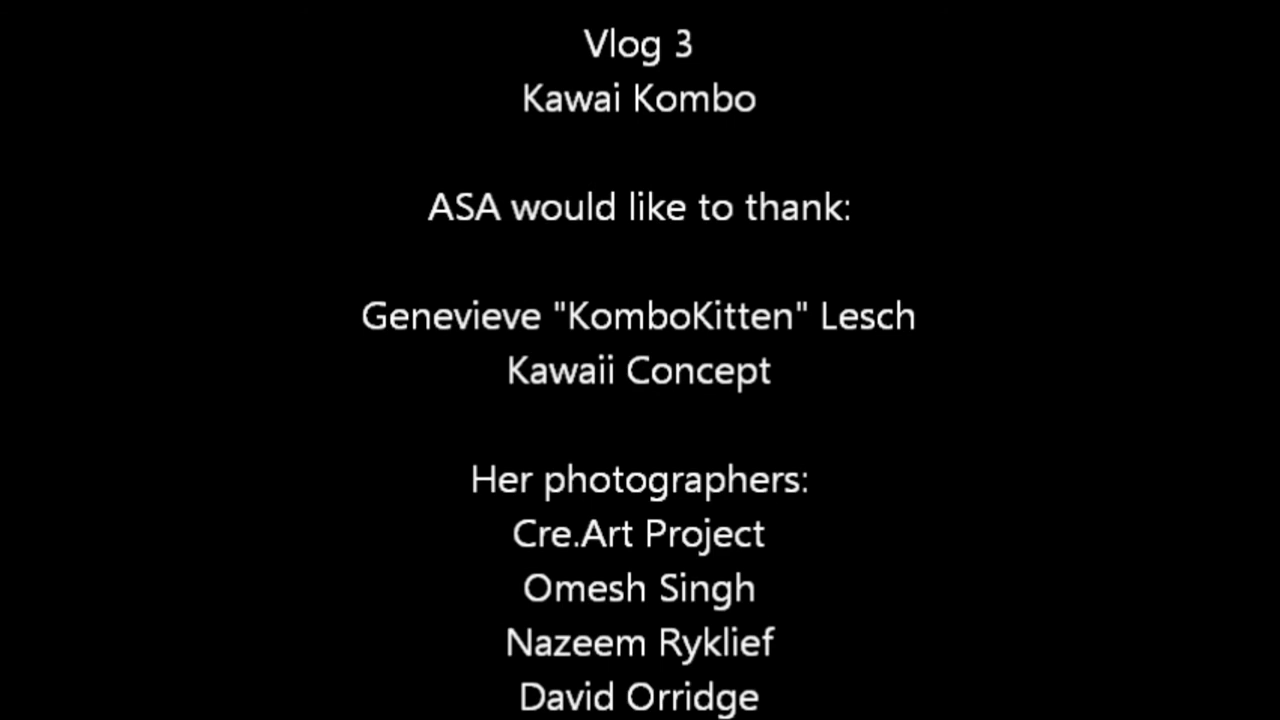 Vlog 3
Kawai Kombo
ASA would like to thank:
Genevieve "KomboKitten" Lesch
Kawaii Concept
Her photographers:
Cre.Art Project
Omesh Singh
Nazeem Ryklief
David Orridge